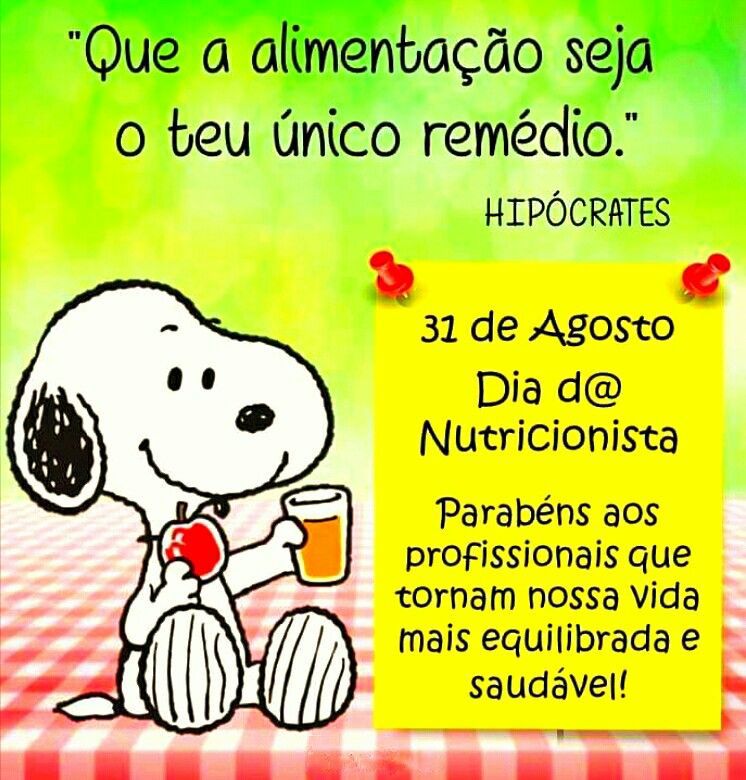 "Que a alimentação seja
o teu único remédio."
HIPÓCRATES
31 de Agosto
Dia d@
Nutricionista
Parabéns aos
profissionais que
tornam nossa vida
mais equilibrada e
saudável!